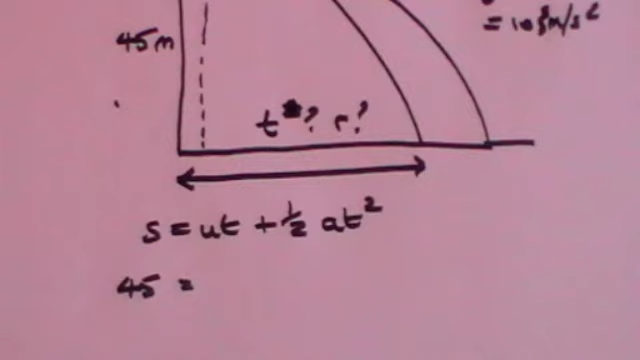 45m
= 10 m/s²
t ? r?
s = ut + ½ at²
45 =